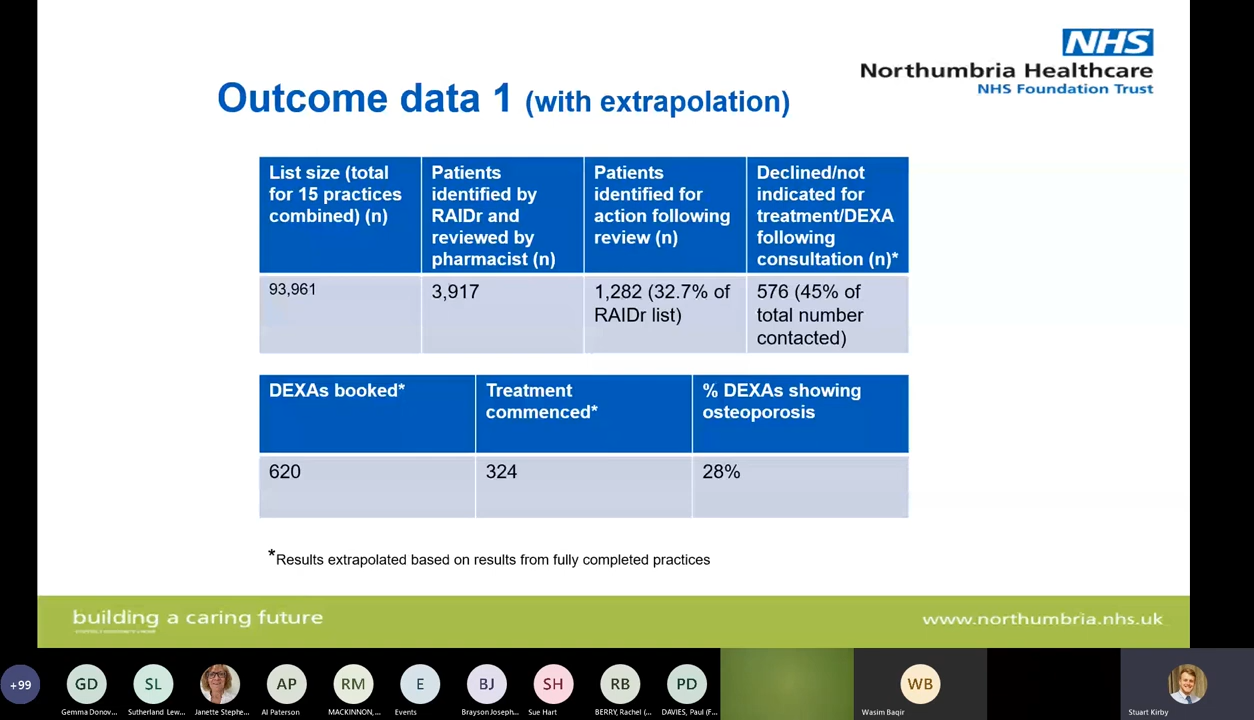 NHS
Northumbria Healthcare
NHS Foundation Trust
Outcome data 1 (with extrapolation)
List size (total
for 15 practices
combined) (n)
Patients
identified by
RAIDr and
reviewed by
pharmacist (n)
Patients
identified for
action following
review (n)
Declined/not
indicated for
treatment/DEXA
following
consultation (n)*
93,961
3,917
1,282 (32.7% of
RAIDr list)
576 (45% of
total number
contacted)
DEXAs booked*
Treatment
commenced*
% DEXAs showing
osteoporosis
620
324
28%
*Results extrapolated based on results from fully completed practices
building a caring future
www.northumbria.nhs.uk
+99
GD
SL
AP
RM
E
BJ
SH
RB
PD
WB
Gemma Donov...
Sutherland Lew...
Janette Stephe...
Al Paterson
MACKINNON,...
Events
Brayson Joseph...
Sue Hart
BERRY, Rachel (...
DAVIES, Paul (F...
Wasim Baqir
Stuart Kirby